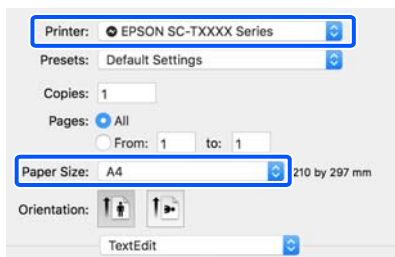 Printer: EPSON SC-TXXXX Series
Presets: Default Settings
Copies: 1
Pages: All
From: 1 to: 1
Paper Size: A4 210 by 297 mm
Orientation:
TextEdit